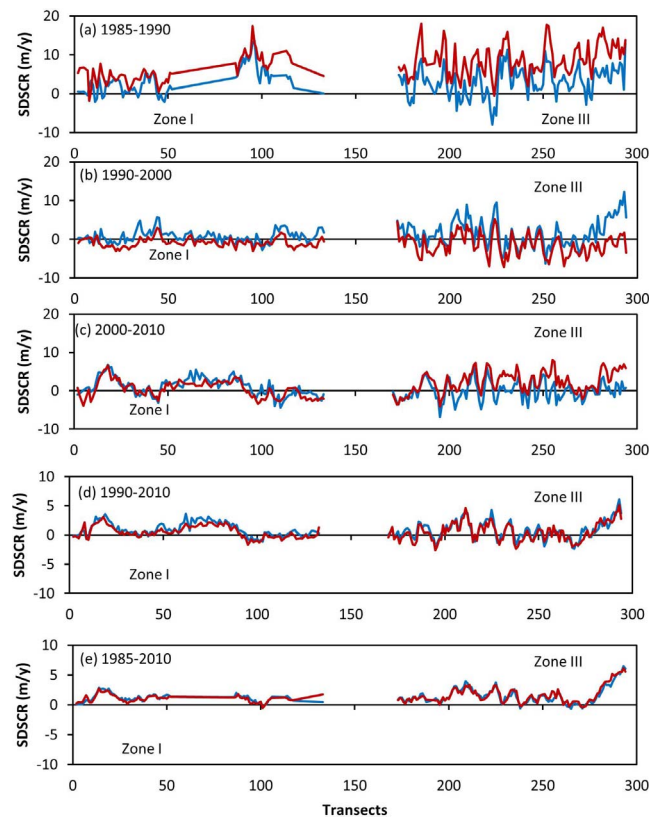 (a) 1985-1990
SDSCR (m/y)
20
10
0
-10
Zone I
Zone III
0 50 100 150 200 250 300
(b) 1990-2000
SDSCR (m/y)
20
10
0
-10
Zone I
Zone III
0 50 100 150 200 250 300
(c) 2000-2010
SDSCR (m/y)
20
10
0
-10
Zone I
Zone III
0 50 100 150 200 250 300
(d) 1990-2010
SDSCR (m/y)
10
5
0
-5
-10
Zone I
Zone III
0 50 100 150 200 250 300
(e) 1985-2010
SDSCR (m/y)
10
5
0
-5
-10
Zone I
Zone III
0 50 100 150 200 250 300
Transects